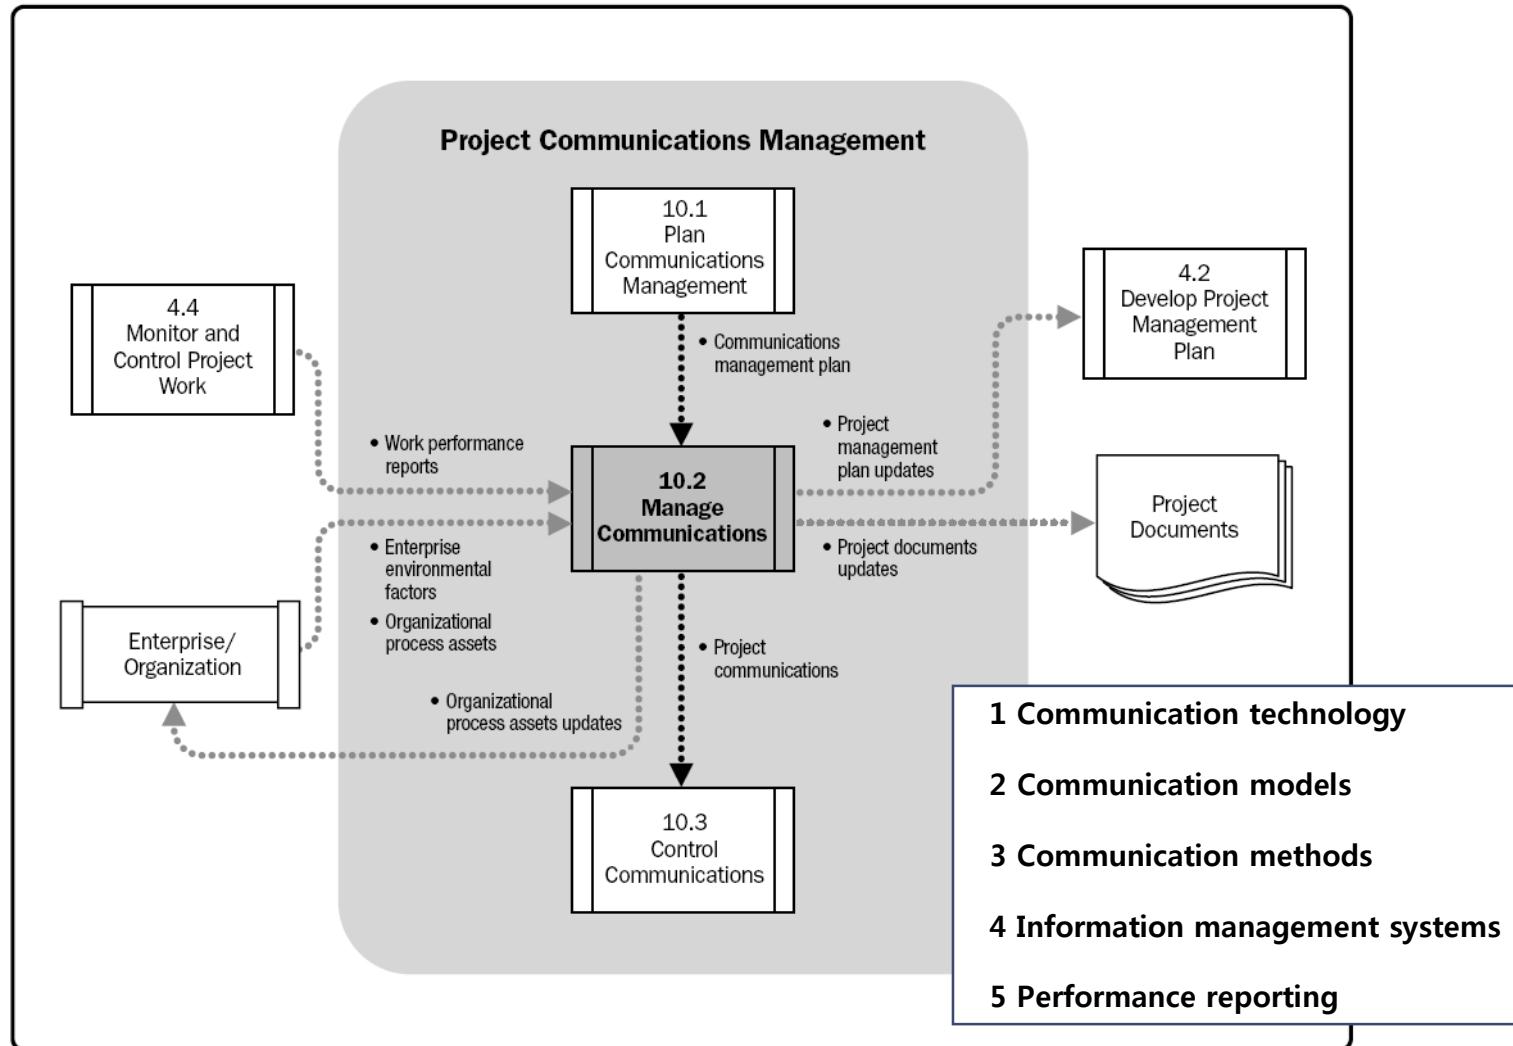 Project Communications Management
10.1
Plan
Communications
Management
4.2
Develop Project
Management
Plan
4.4
Monitor and
Control Project
Work
• Communications
management plan
• Project
management
plan updates
• Work performance
reports
10.2
Manage
Communications
Project
Documents
• Enterprise
environmental
factors
• Project documents
updates
• Organizational
process assets
Enterprise/
Organization
• Project
communications
• Organizational
process assets updates
10.3
Control
Communications
1 Communication technology
2 Communication models
3 Communication methods
4 Information management systems
5 Performance reporting